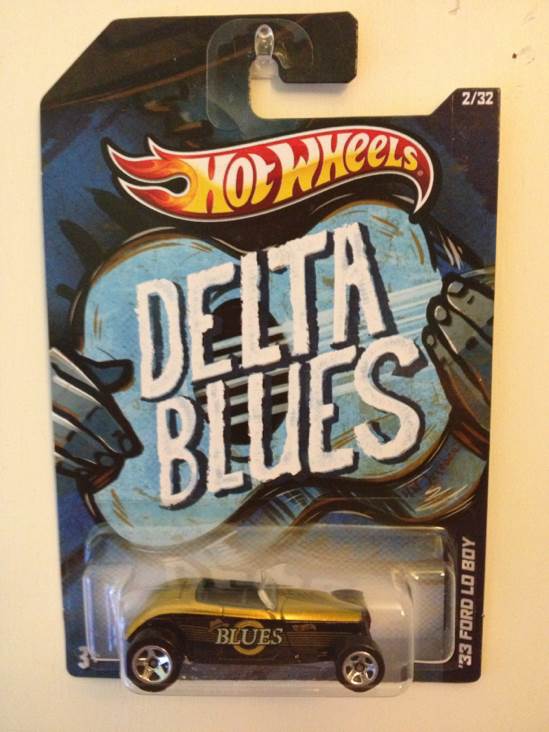 2/32
HOT WHEELS
DELTA
BLUES
'33 FORD LO BOY
BLUES
3